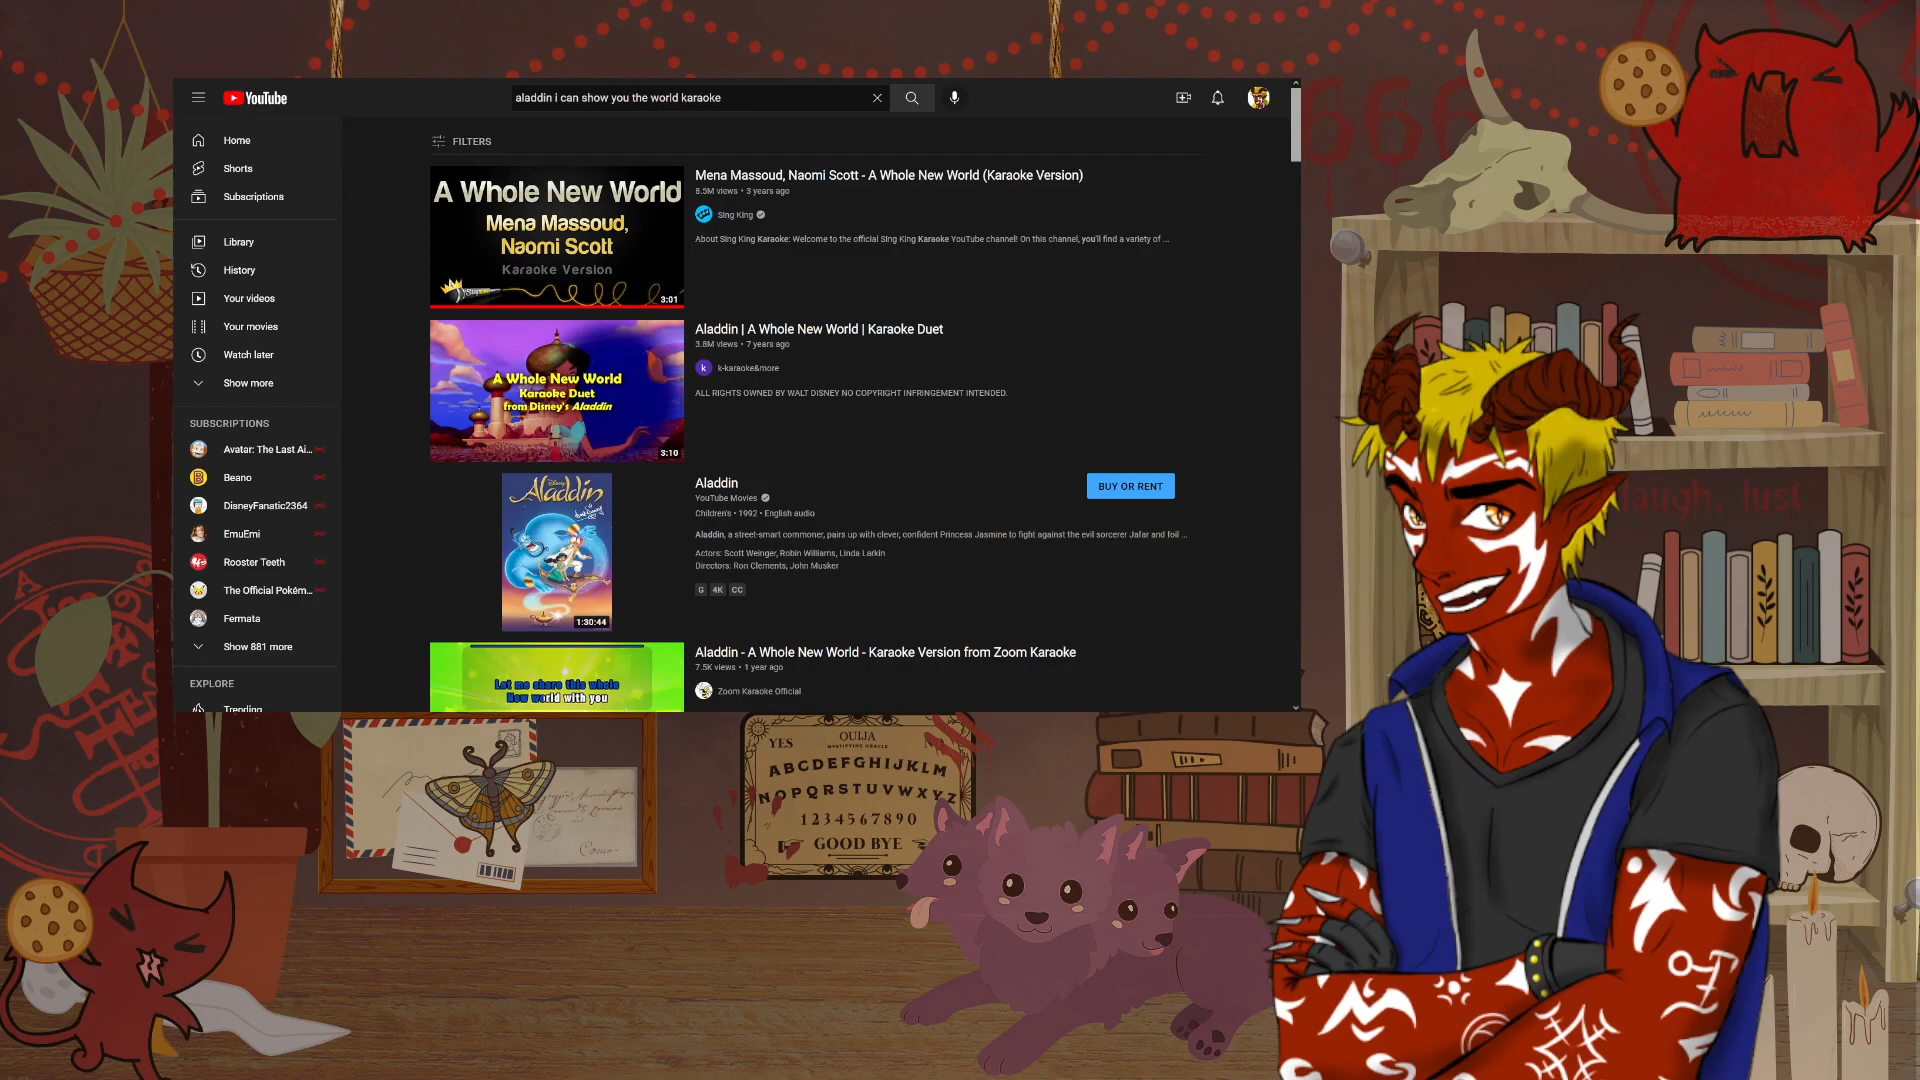 YouTube
aladdin i can show you the world karaoke
Home
Shorts
Subscriptions
Library
History
Your videos
Your movies
Watch later
Show more
SUBSCRIPTIONS
Avatar: The Last Ai...
Beano
DisneyFanatic2364
EmuEmi
Rooster Teeth
The Official Pokém...
Fermata
Show 881 more
EXPLORE
Trending
FILTERS
A Whole New World
Mena Massoud,
Naomi Scott
Karaoke Version
3:01
Mena Massoud, Naomi Scott - A Whole New World (Karaoke Version)
8.5M views • 3 years ago
Sing King
About Sing King Karaoke: Welcome to the official Sing King Karaoke YouTube channel! On this channel, you'll find a variety of ...
A Whole New World
Karaoke Duet
from Disney's Aladdin
3:10
Aladdin | A Whole New World | Karaoke Duet
3.8M views • 7 years ago
k
k-karaoke&more
ALL RIGHTS OWNED BY WALT DISNEY NO COPYRIGHT INFRINGEMENT INTENDED.
Disney
Aladdin
1:30:44
Aladdin
YouTube Movies
Children's • 1992 • English audio
Aladdin, a street-smart commoner, pairs up with clever, confident Princess Jasmine to fight against the evil sorcerer Jafar and foil ...
Actors: Scott Weinger, Robin Williams, Linda Larkin
Directors: Ron Clements, John Musker
G 4K CC
BUY OR RENT
Let me share this whole
New world with you
Aladdin - A Whole New World - Karaoke Version from Zoom Karaoke
7.5K views • 1 year ago
Zoom Karaoke Official
666
laugh. lust
YES
OUIJA
MYSTIFYING ORACLE
ABCDEFGHIJKLM
NOPQRSTUVWXYZ
1234567890
GOOD BYE
Como